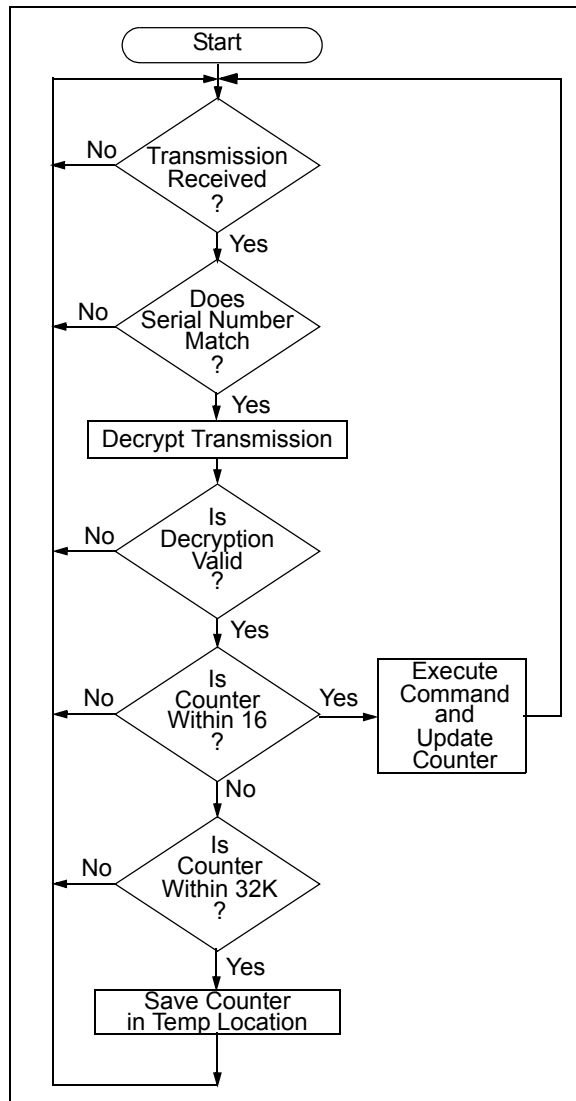 Start
No
Transmission
Received
?
Yes
No
Does
Serial Number
Match
?
Yes
Decrypt Transmission
No
Is
Decryption
Valid
?
Yes
No
Is
Counter
Within 16
?
Yes
Execute
Command
and
Update
Counter
No
No
Is
Counter
Within 32K
?
Yes
Save Counter
in Temp Location